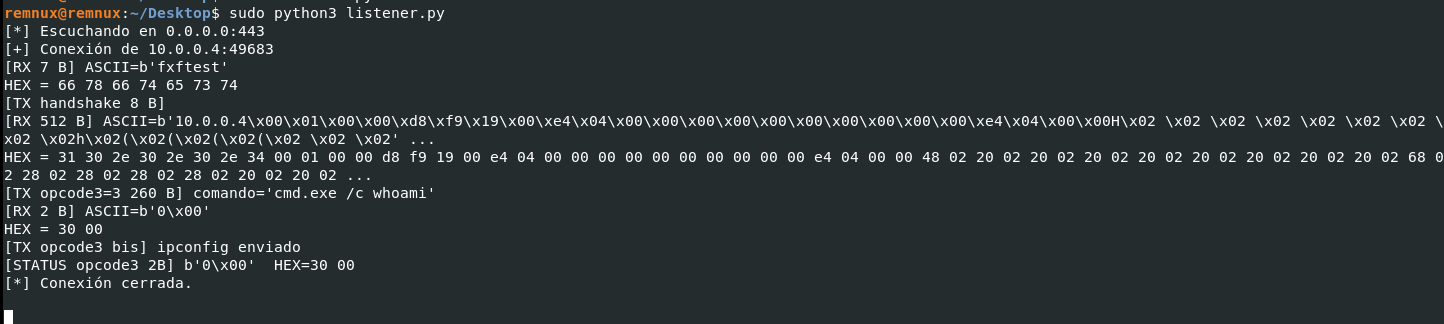 remnux@remnux:~/Desktop$ sudo python3 listener.py
[*] Escuchando en 0.0.0.0:443
[+] Conexión de 10.0.0.4:49683
[RX 7 B] ASCII=b'fxftest'
HEX = 66 78 66 74 65 73 74
[TX handshake 8 B]
[RX 512 B] ASCII=b'10.0.0.4\x00\x01\x00\x00\xd8\xf9\x19\x00\xe4\x04\x00\x00\x00\x00\x00\x00\x00\x00\x00\x00\xe4\x04\x00\x00H\x02 \x02 \x02 \x02 \x02 \x02 \x02 \
x02 \x02h\x02(\x02(\x02(\x02(\x02 \x02 \x02' ...
HEX = 31 30 2e 30 2e 30 2e 34 00 01 00 00 d8 f9 19 00 e4 04 00 00 00 00 00 00 00 00 00 00 e4 04 00 00 48 02 20 02 20 02 20 02 20 02 20 02 20 02 20 02 20 02 68 0
2 28 02 28 02 28 02 28 02 20 02 20 02 ...
[TX opcode3=3 260 B] comando='cmd.exe /c whoami'
[RX 2 B] ASCII=b'0\x00'
HEX = 30 00
[TX opcode3 bis] ipconfig enviado
[STATUS opcode3 2B] b'0\x00'  HEX=30 00
[*] Conexión cerrada.